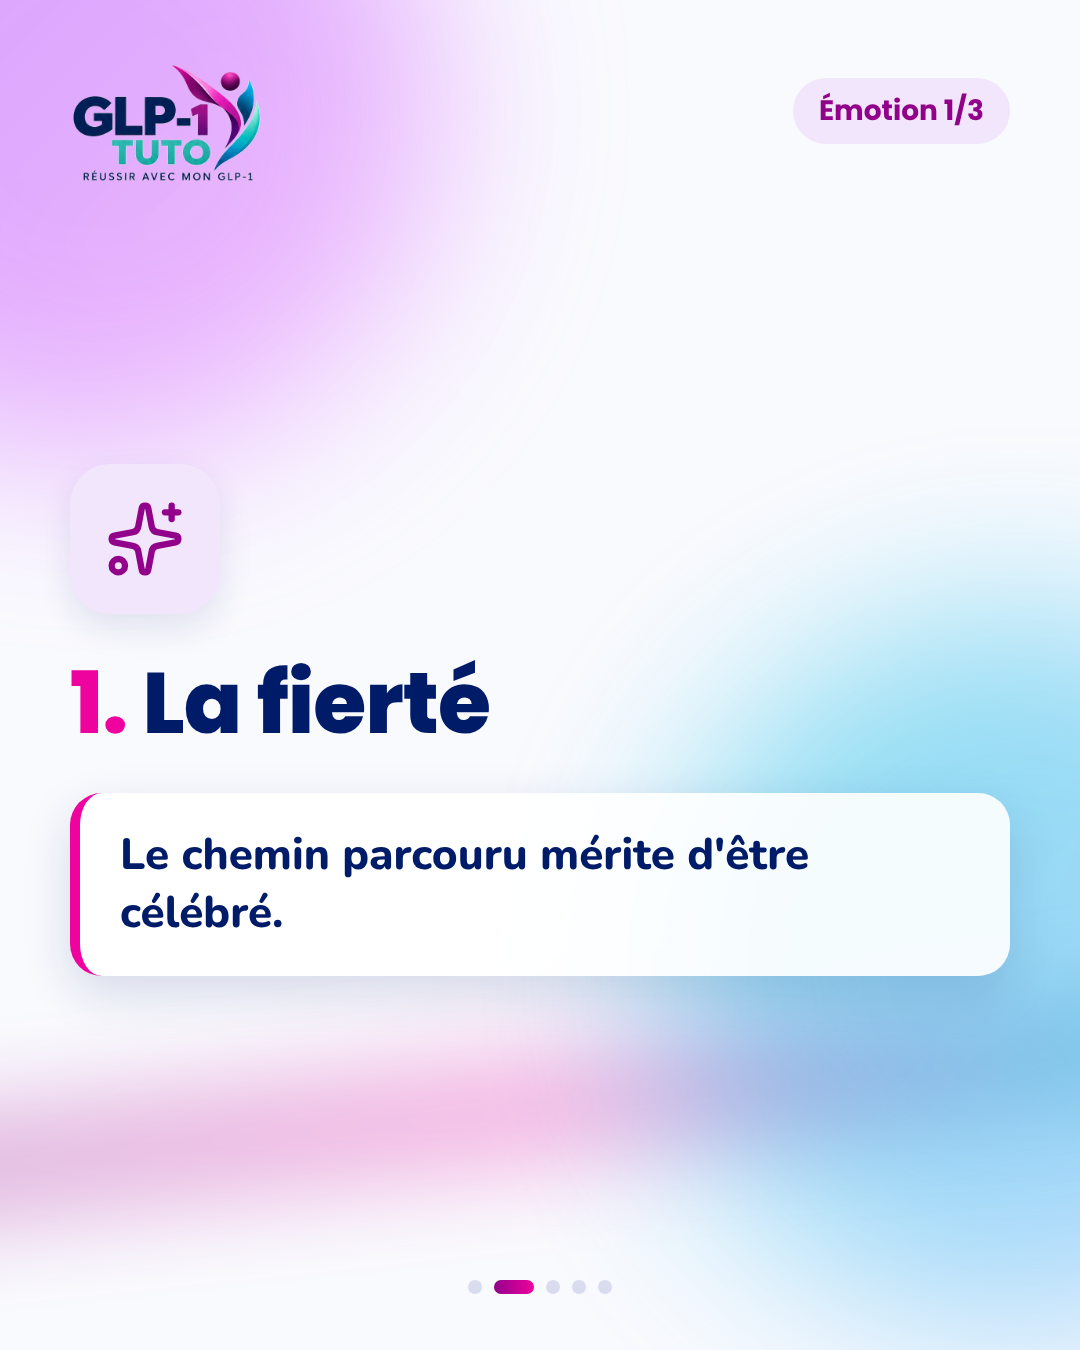 GLP-1
TUTO
RÉUSSIR AVEC MON GLP-1
Émotion 1/3
1. La fierté
Le chemin parcouru mérite d'être
célébré.